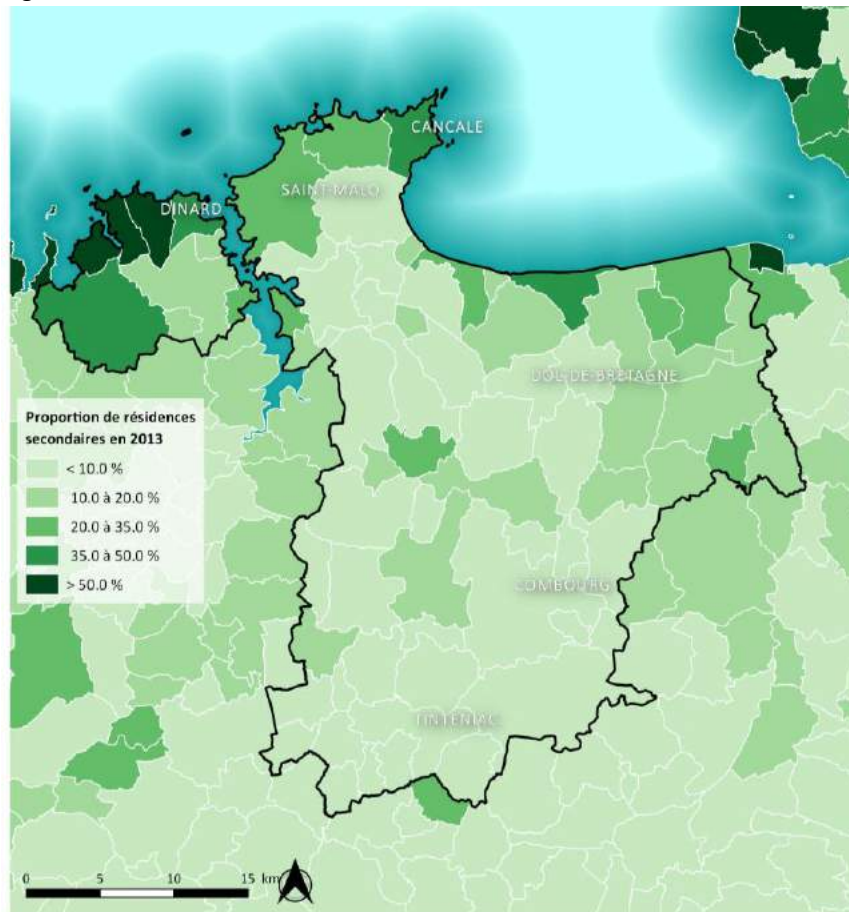 CANCALE
SAINT-MALO
DINARD
DOL-DE-BRETAGNE
Proportion de résidences
secondaires en 2013
< 10.0 %
10.0 à 20.0 %
20.0 à 35.0 %
35.0 à 50.0 %
> 50.0 %
COMBOURG
TINTENIAC
0 5 10 15 km